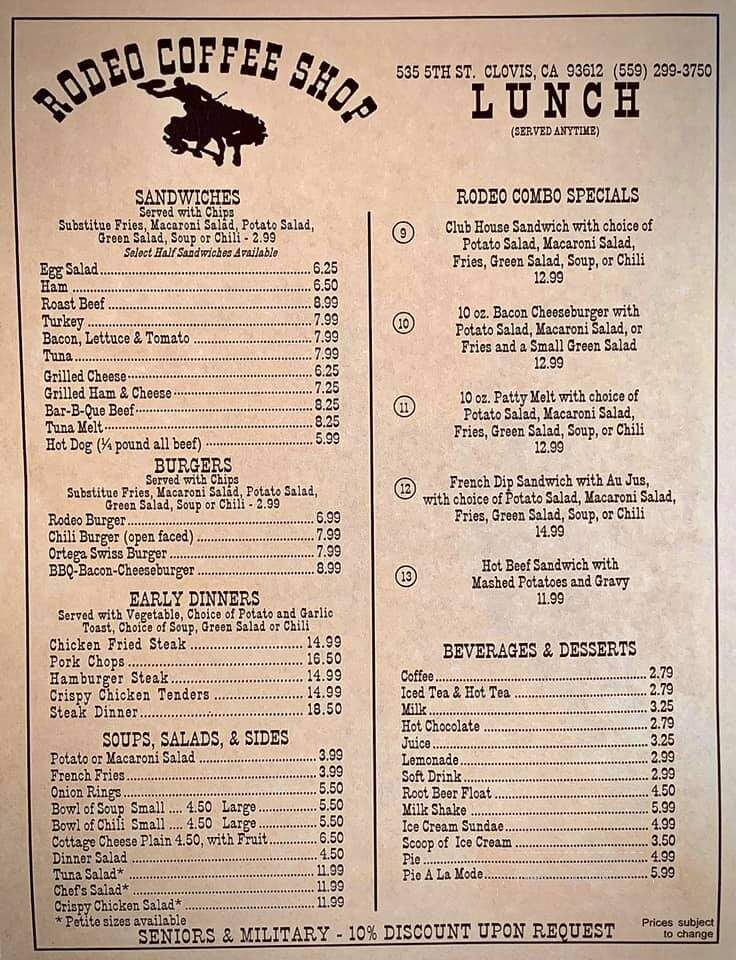 RODEO COFFEE SHOP
535 5TH ST. CLOVIS, CA 93612 (559) 299-3750
LUNCH
(SERVED ANYTIME)
SANDWICHES
Served with Chips
Substitue Fries, Macaroni Salad, Potato Salad,
Green Salad, Soup or Chili - 2.99
Select Half Sandwiches Available
Egg Salad 6.25
Ham 6.50
Roast Beef 8.99
Turkey 7.99
Bacon, Lettuce & Tomato 7.99
Tuna 7.99
Grilled Cheese 6.25
Grilled Ham & Cheese 7.25
Bar-B-Que Beef 8.25
Tuna Melt 8.25
Hot Dog (¼ pound all beef) 5.99
BURGERS
Served with Chips
Substitue Fries, Macaroni Salad, Potato Salad,
Green Salad, Soup or Chili - 2.99
Rodeo Burger 6.99
Chili Burger (open faced) 7.99
Ortega Swiss Burger 7.99
BBQ-Bacon-Cheeseburger 8.99
EARLY DINNERS
Served with Vegetable, Choice of Potato and Garlic
Toast, Choice of Soup, Green Salad or Chili
Chicken Fried Steak 14.99
Pork Chops 16.50
Hamburger Steak 14.99
Crispy Chicken Tenders 14.99
Steak Dinner 18.50
SOUPS, SALADS, & SIDES
Potato or Macaroni Salad 3.99
French Fries 3.99
Onion Rings 5.50
Bowl of Soup Small .... 4.50 Large 5.50
Bowl of Chili Small .... 4.50 Large 5.50
Cottage Cheese Plain 4.50, with Fruit 6.50
Dinner Salad 4.50
Tuna Salad* 11.99
Chef's Salad* 11.99
Crispy Chicken Salad* 11.99
* Petite sizes available
RODEO COMBO SPECIALS
9 Club House Sandwich with choice of
Potato Salad, Macaroni Salad,
Fries, Green Salad, Soup, or Chili
12.99
10 10 oz. Bacon Cheeseburger with
Potato Salad, Macaroni Salad, or
Fries and a Small Green Salad
12.99
11 10 oz. Patty Melt with choice of
Potato Salad, Macaroni Salad,
Fries, Green Salad, Soup, or Chili
12.99
12 French Dip Sandwich with Au Jus,
with choice of Potato Salad, Macaroni Salad,
Fries, Green Salad, Soup, or Chili
14.99
13 Hot Beef Sandwich with
Mashed Potatoes and Gravy
11.99
BEVERAGES & DESSERTS
Coffee 2.79
Iced Tea & Hot Tea 2.79
Milk 3.25
Hot Chocolate 2.79
Juice 3.25
Lemonade 2.99
Soft Drink 2.99
Root Beer Float 4.50
Milk Shake 5.99
Ice Cream Sundae 4.99
Scoop of Ice Cream 3.50
Pie 4.99
Pie A La Mode 5.99
SENIORS & MILITARY - 10% DISCOUNT UPON REQUEST
Prices subject
to change